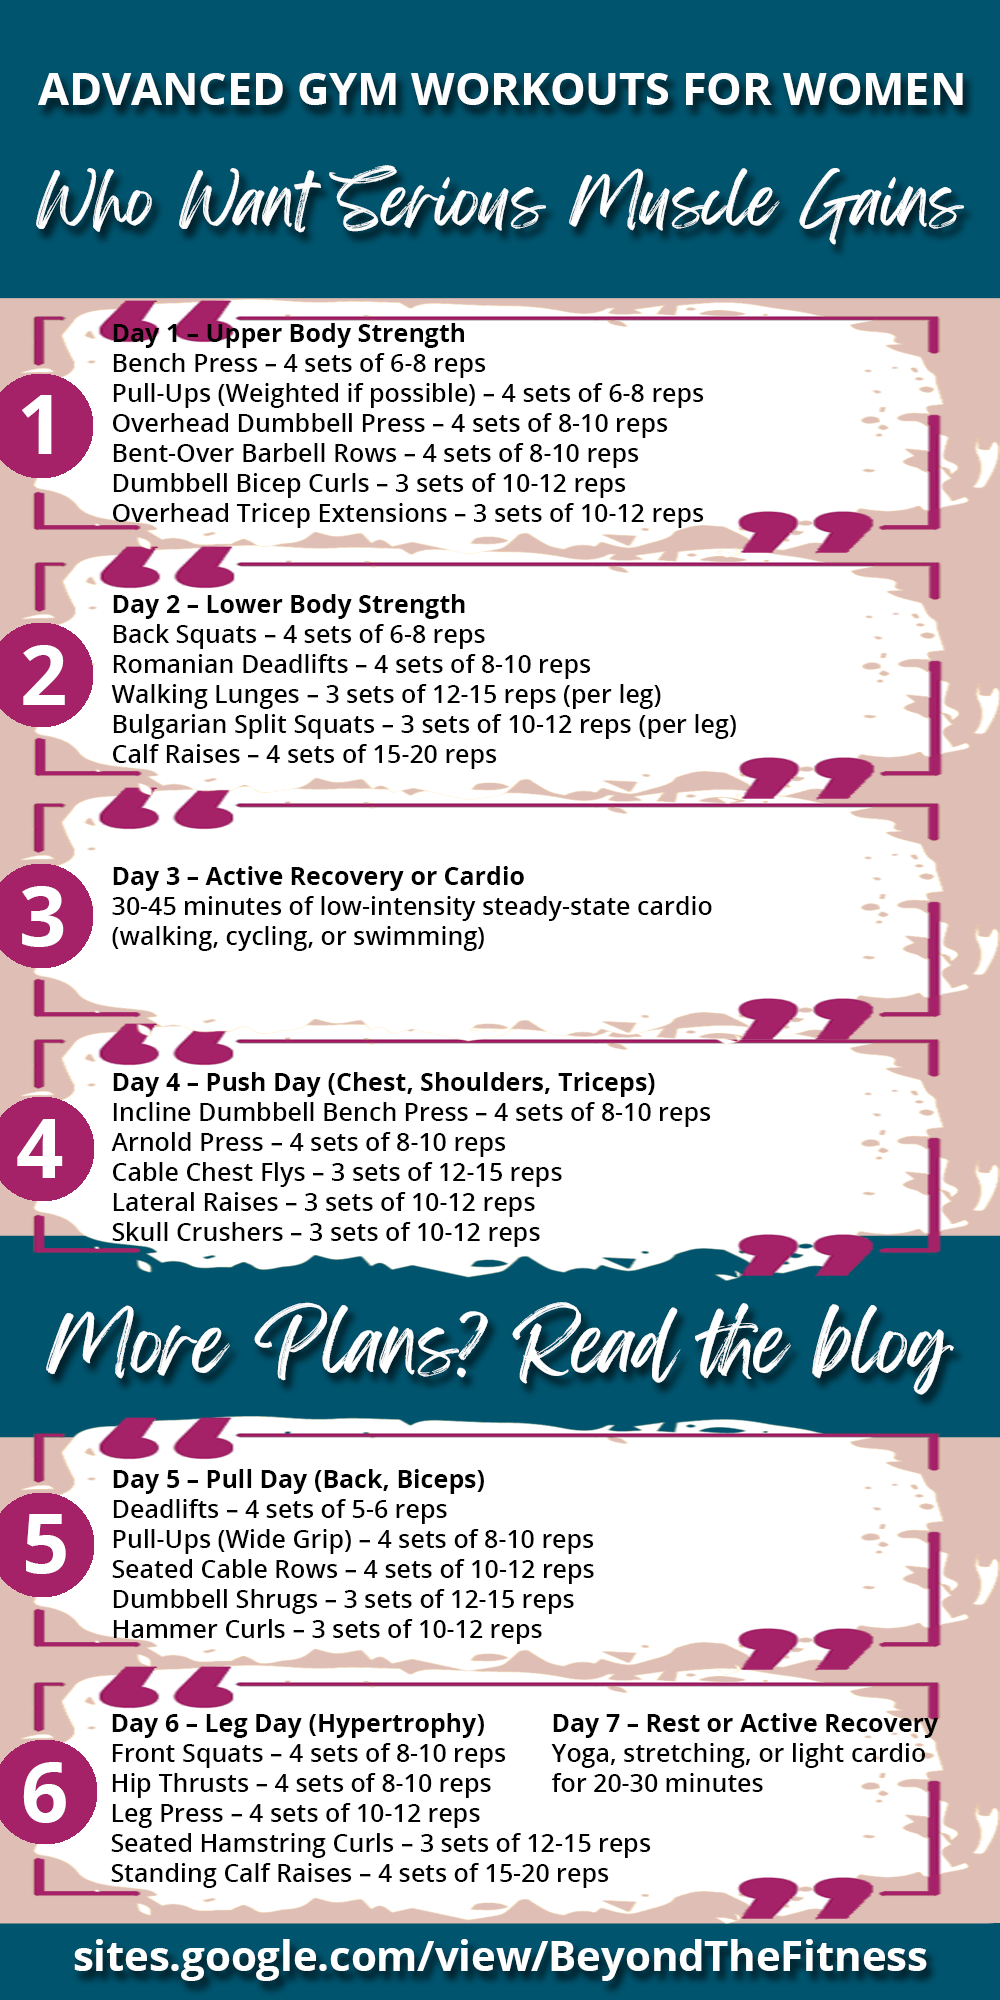 ADVANCED GYM WORKOUTS FOR WOMEN
Who Want Serious Muscle Gains
1
Day 1 – Upper Body Strength
Bench Press – 4 sets of 6-8 reps
Pull-Ups (Weighted if possible) – 4 sets of 6-8 reps
Overhead Dumbbell Press – 4 sets of 8-10 reps
Bent-Over Barbell Rows – 4 sets of 8-10 reps
Dumbbell Bicep Curls – 3 sets of 10-12 reps
Overhead Tricep Extensions – 3 sets of 10-12 reps
2
Day 2 – Lower Body Strength
Back Squats – 4 sets of 6-8 reps
Romanian Deadlifts – 4 sets of 8-10 reps
Walking Lunges – 3 sets of 12-15 reps (per leg)
Bulgarian Split Squats – 3 sets of 10-12 reps (per leg)
Calf Raises – 4 sets of 15-20 reps
3
Day 3 – Active Recovery or Cardio
30-45 minutes of low-intensity steady-state cardio
(walking, cycling, or swimming)
4
Day 4 – Push Day (Chest, Shoulders, Triceps)
Incline Dumbbell Bench Press – 4 sets of 8-10 reps
Arnold Press – 4 sets of 8-10 reps
Cable Chest Flys – 3 sets of 12-15 reps
Lateral Raises – 3 sets of 10-12 reps
Skull Crushers – 3 sets of 10-12 reps
More Plans? Read the blog
5
Day 5 – Pull Day (Back, Biceps)
Deadlifts – 4 sets of 5-6 reps
Pull-Ups (Wide Grip) – 4 sets of 8-10 reps
Seated Cable Rows – 4 sets of 10-12 reps
Dumbbell Shrugs – 3 sets of 12-15 reps
Hammer Curls – 3 sets of 10-12 reps
6
Day 6 – Leg Day (Hypertrophy)
Front Squats – 4 sets of 8-10 reps
Hip Thrusts – 4 sets of 8-10 reps
Leg Press – 4 sets of 10-12 reps
Seated Hamstring Curls – 3 sets of 12-15 reps
Standing Calf Raises – 4 sets of 15-20 reps
Day 7 – Rest or Active Recovery
Yoga, stretching, or light cardio
for 20-30 minutes
sites.google.com/view/BeyondTheFitness